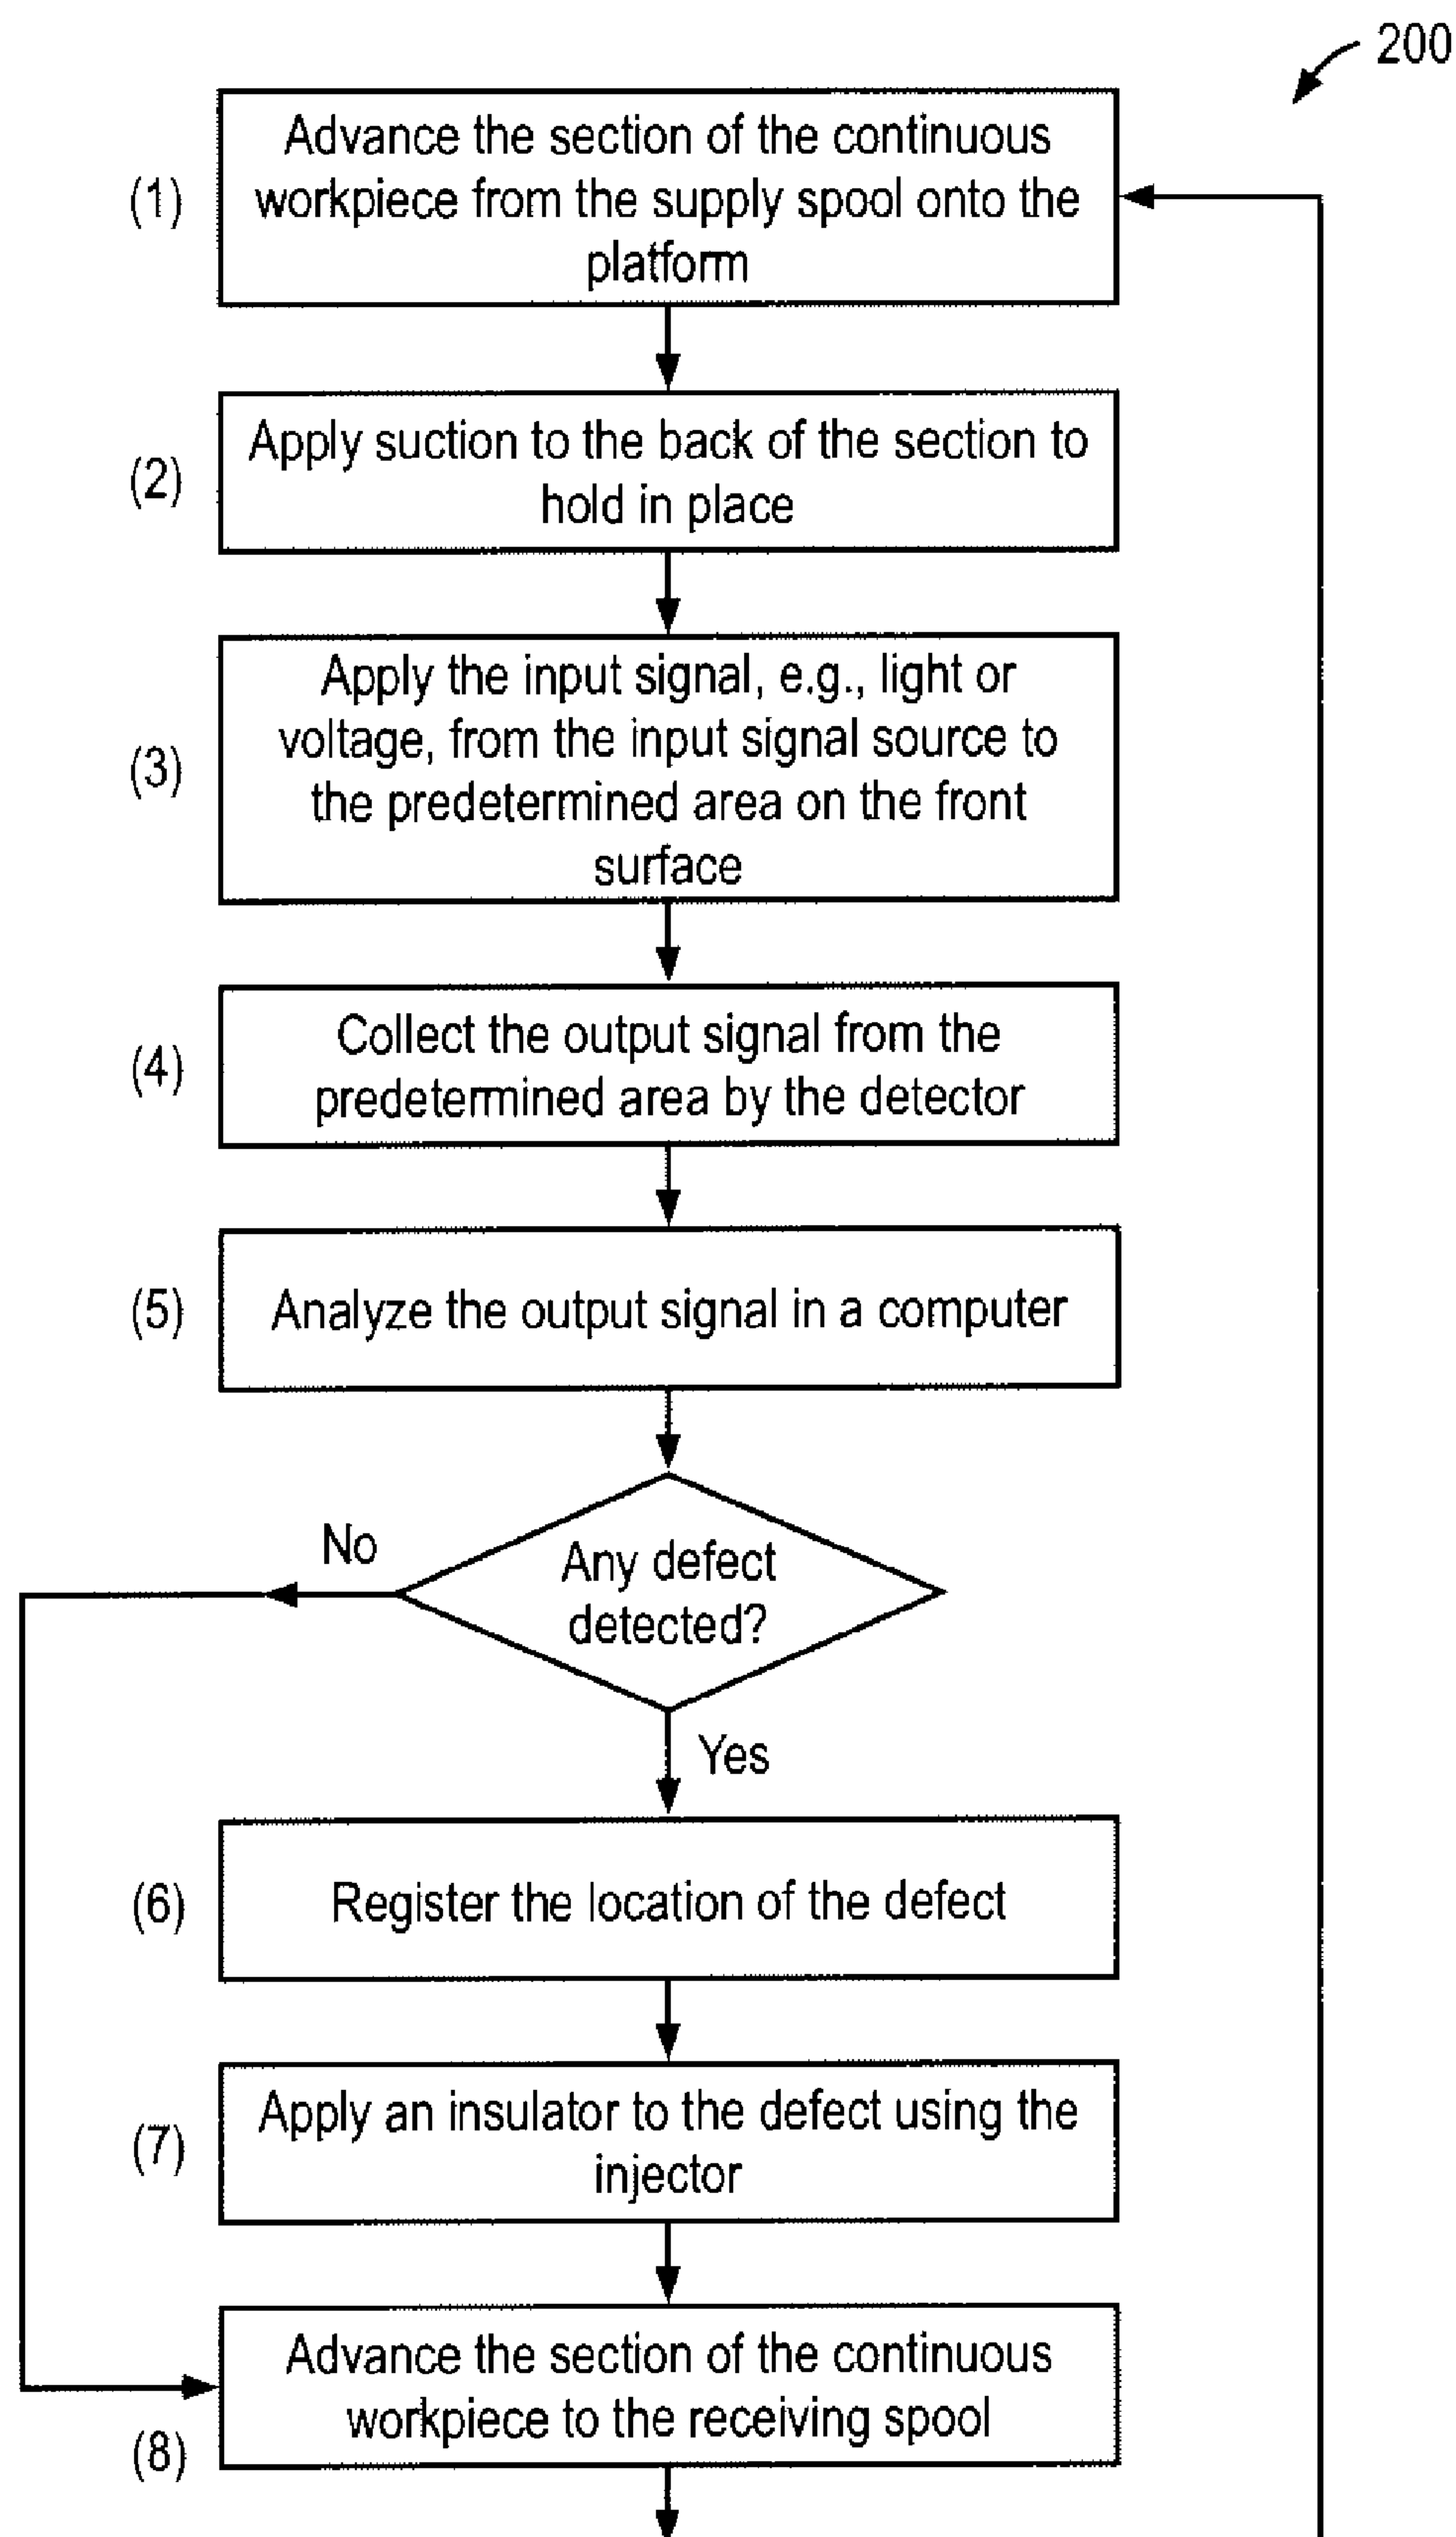 200
(1)
Advance the section of the continuous
workpiece from the supply spool onto the
platform
(2)
Apply suction to the back of the section to
hold in place
(3)
Apply the input signal, e.g., light or
voltage, from the input signal source to
the predetermined area on the front
surface
(4)
Collect the output signal from the
predetermined area by the detector
(5)
Analyze the output signal in a computer
No
Any defect
detected?
Yes
(6)
Register the location of the defect
(7)
Apply an insulator to the defect using the
injector
(8)
Advance the section of the continuous
workpiece to the receiving spool